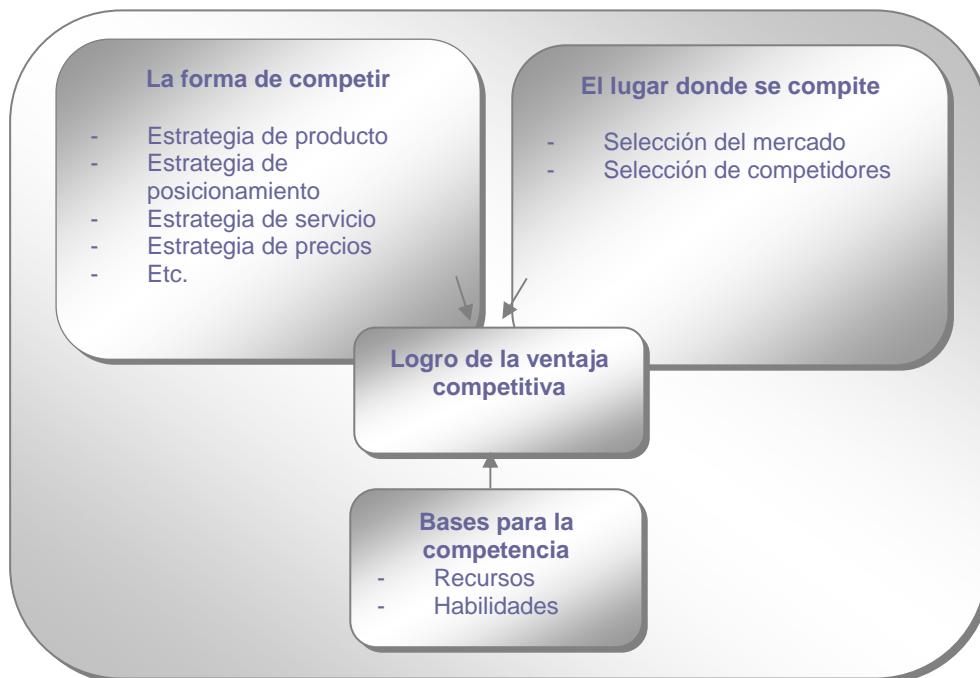 La forma de competir
- Estrategia de producto
- Estrategia de
posicionamiento
- Estrategia de servicio
- Estrategia de precios
- Etc.
El lugar donde se compite
- Selección del mercado
- Selección de competidores
Logro de la ventaja
competitiva
Bases para la
competencia
- Recursos
- Habilidades